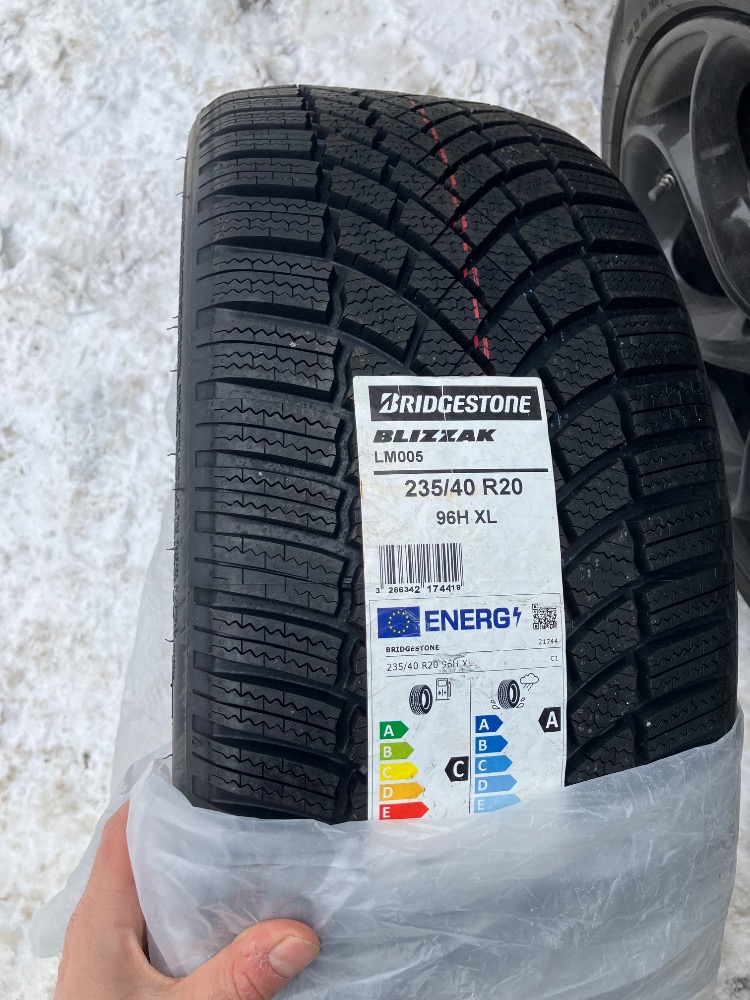 BRIDGESTONE
BLIZZAK
LM005
235/40 R20
96H XL
3 286342 174419
ENERG
BRIDGESTONE 21744
235/40 R20 96H XL C1
A A
A
B B
C C C
D D
E E